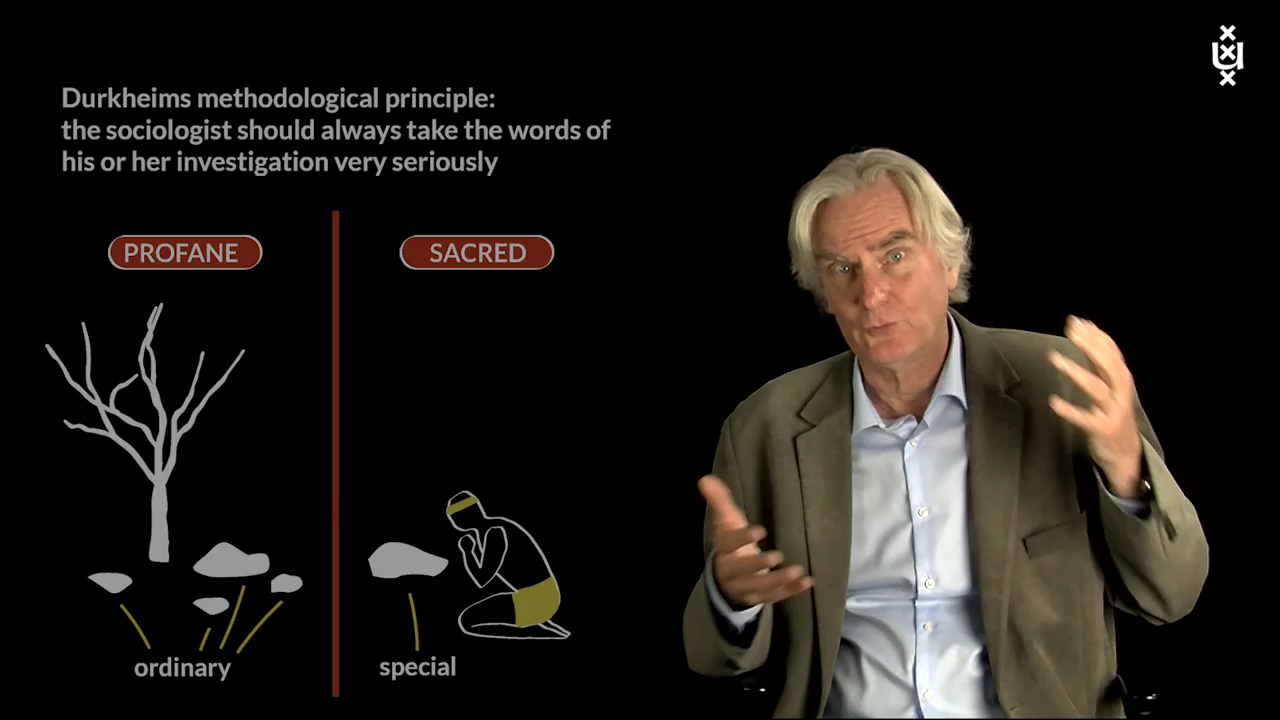 Durkheims methodological principle:
the sociologist should always take the words of
his or her investigation very seriously
PROFANE
SACRED
ordinary
special